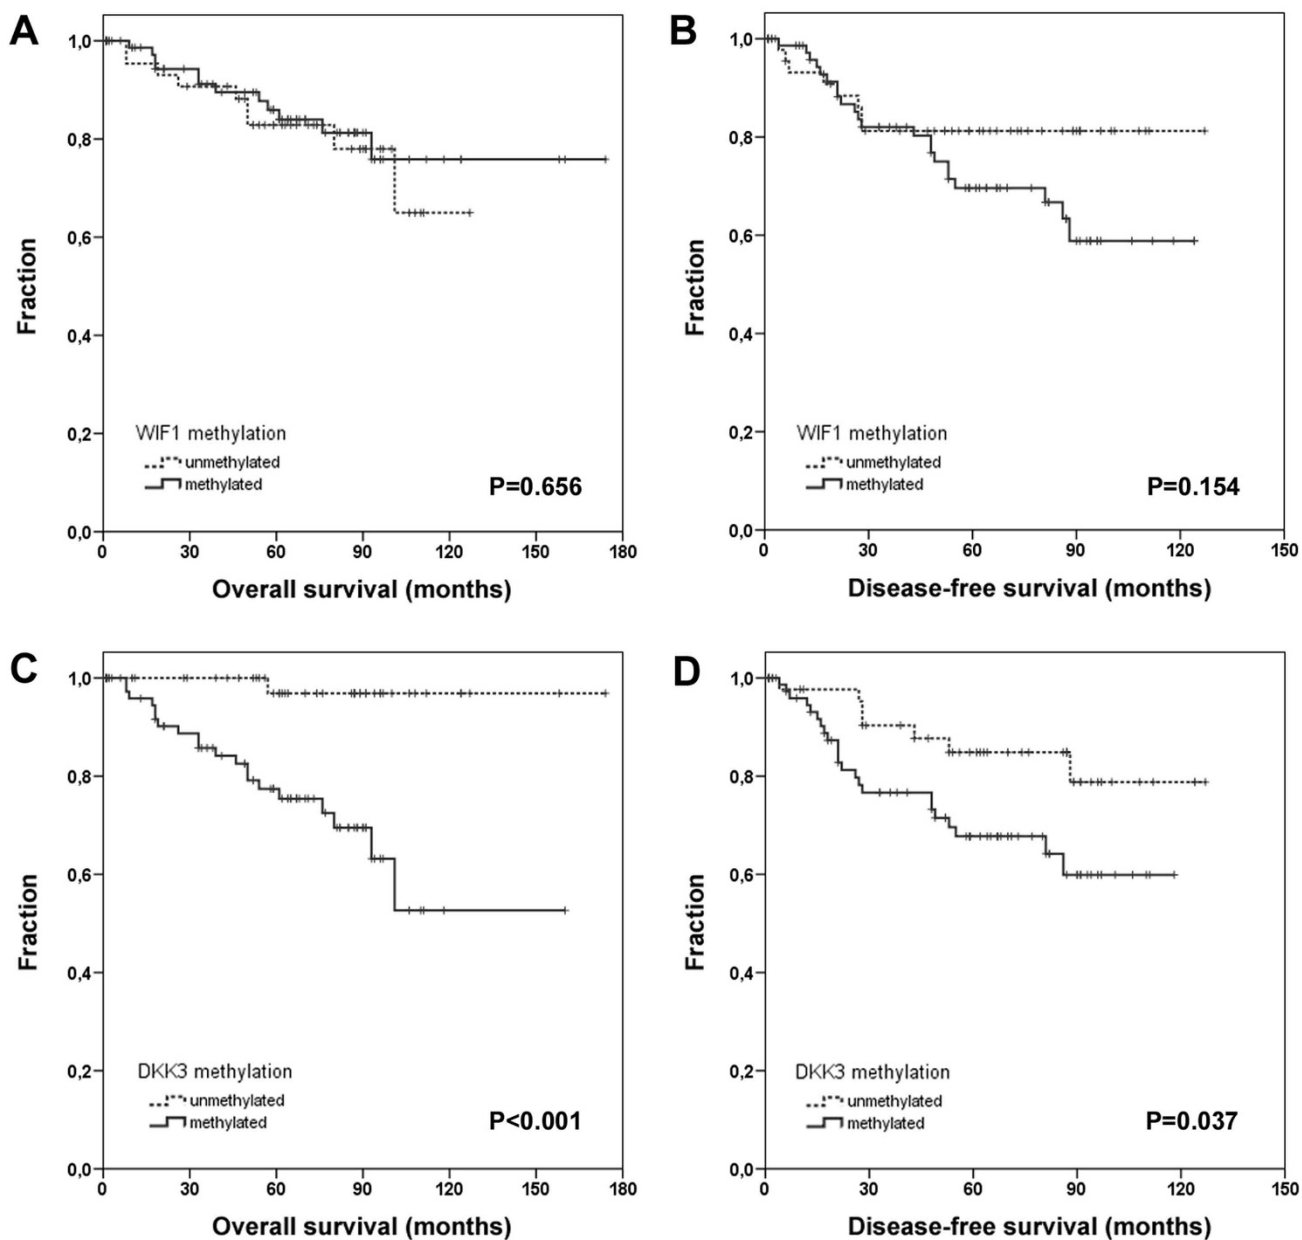 A
1,0
0,8
0,6
0,4
0,2
0,0
Fraction
WIF1 methylation
unmethylated
methylated
P=0.656
0 30 60 90 120 150 180
Overall survival (months)
B
1,0
0,8
0,6
0,4
0,2
0,0
Fraction
WIF1 methylation
unmethylated
methylated
P=0.154
0 30 60 90 120 150
Disease-free survival (months)
C
1,0
0,8
0,6
0,4
0,2
0,0
Fraction
DKK3 methylation
unmethylated
methylated
P<0.001
0 30 60 90 120 150 180
Overall survival (months)
D
1,0
0,8
0,6
0,4
0,2
0,0
Fraction
DKK3 methylation
unmethylated
methylated
P=0.037
0 30 60 90 120 150
Disease-free survival (months)